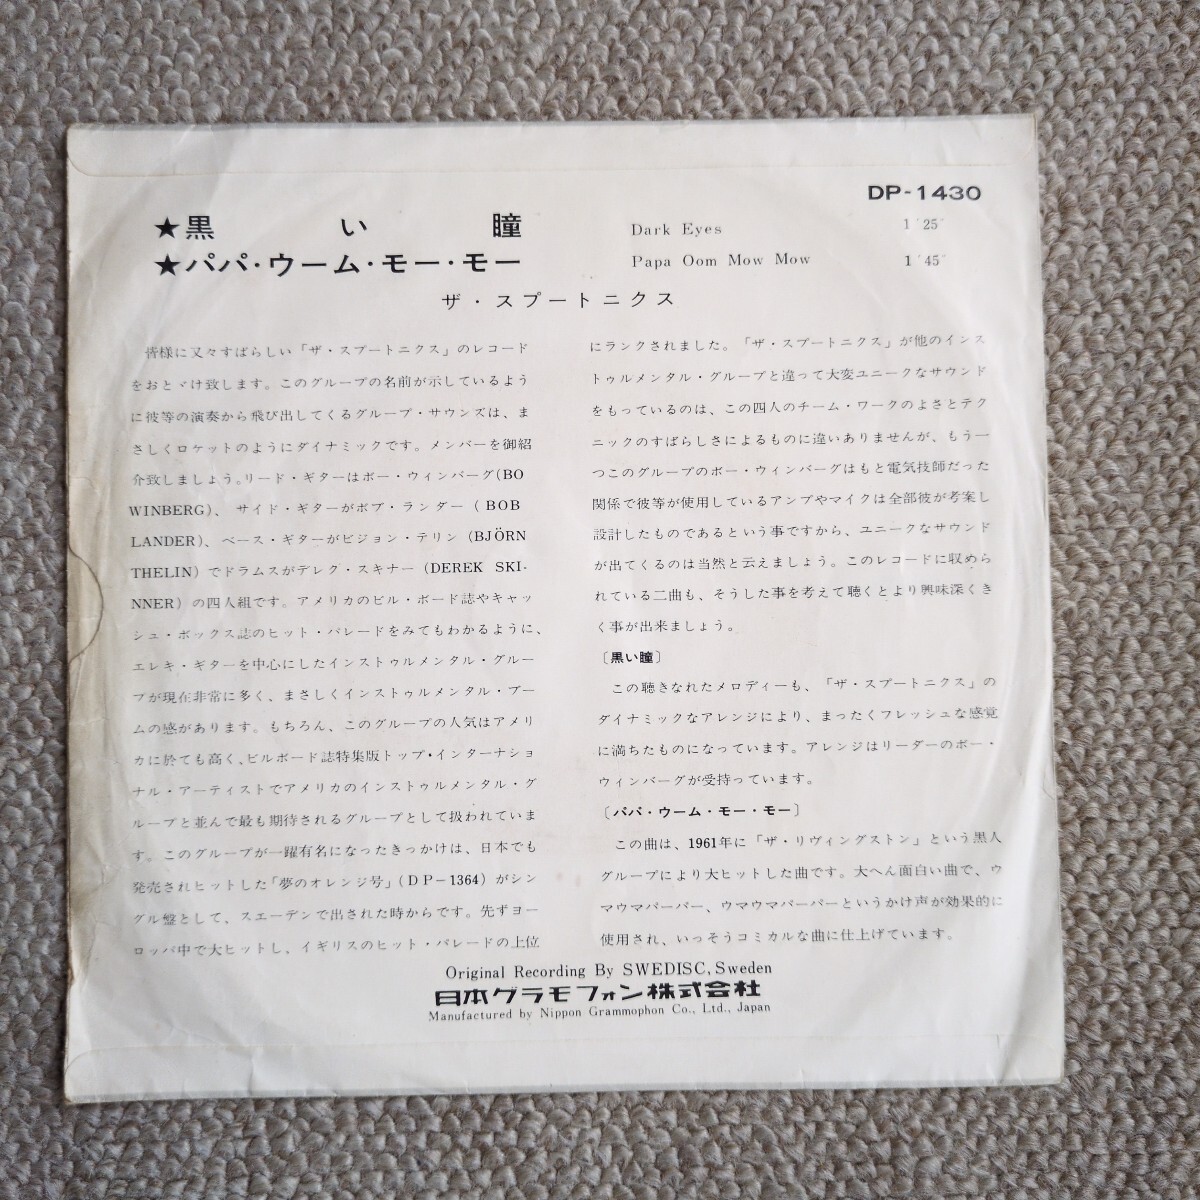 DP-1430
★黒い瞳 Dark Eyes 1′25″
★パパ・ウーム・モー・モー Papa Oom Mow Mow 1′45″
ザ・スプートニクス
皆様に又々すばらしい「ザ・スプートニクス」のレコード
をおとゞけ致します。このグループの名前が示しているよう
に彼等の演奏から飛び出してくるグループ・サウンズは、ま
さしくロケットのようにダイナミックです。メンバーを御紹
介致しましょう。リード・ギターはボー・ウィンバーグ(BO
WINBERG)、サイド・ギターがボブ・ランダー(BOB
LANDER)、ベース・ギターがビジョン・テリン(BJÖRN
THELIN)でドラムスがデレク・スキナー(DEREK SKI-
NNER)の四人組です。アメリカのビル・ボード誌やキャッ
シュ・ボックス誌のヒット・パレードをみてもわかるように、
エレキ・ギターを中心にしたインストゥルメンタル・グルー
プが現在非常に多く、まさしくインストゥルメンタル・ブー
ムの感があります。もちろん、このグループの人気はアメリ
カに於ても高く、ビルボード誌特集版トップ・インターナショ
ナル・アーティストでアメリカのインストゥルメンタル・グ
ループと並んで最も期待されるグループとして扱われていま
す。このグループが一躍有名になったきっかけは、日本でも
発売されヒットした「夢のオレンジ号」(DP-1364)がシン
グル盤として、スエーデンで出された時からです。先ずヨー
ロッパ中で大ヒットし、イギリスのヒット・パレードの上位
にランクされました。「ザ・スプートニクス」が他のインス
トゥルメンタル・グループと違って大変ユニークなサウンド
をもっているのは、この四人のチーム・ワークのよさとテク
ニックのすばらしさによるものに違いありませんが、もう一
つこのグループのボー・ウィンバーグはもと電気技師だった
関係で彼等が使用しているアンプやマイクは全部彼が考案し
設計したものであるという事ですから、ユニークなサウンド
が出てくるのは当然と云えましょう。このレコードに収めら
れている二曲も、そうした事を考えて聴くとより興味深くき
く事が出来ましょう。
〔黒い瞳〕
この聴きなれたメロディーも、「ザ・スプートニクス」の
ダイナミックなアレンジにより、まったくフレッシュな感覚
に満ちたものになっています。アレンジはリーダーのボー・
ウィンバーグが受持っています。
〔パパ・ウーム・モー・モー〕
この曲は、1961年に「ザ・リヴィングストン」という黒人
グループにより大ヒットした曲です。大へん面白い曲で、ウ
マウマパーパー、ウマウマパーパーというかけ声が効果的に
使用され、いっそうコミカルな曲に仕上げています。
Original Recording By SWEDISC, Sweden
日本グラモフォン株式会社
Manufactured by Nippon Grammophon Co., Ltd., Japan